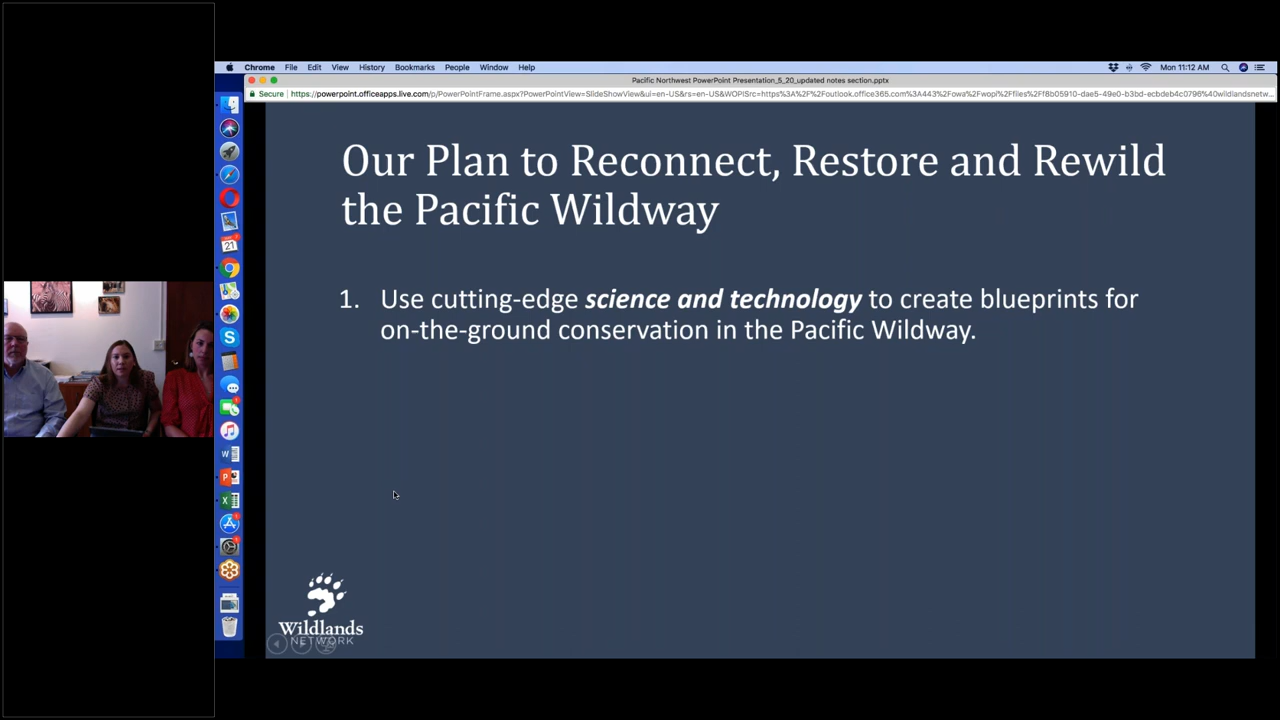 Chrome File Edit View History Bookmarks People Window Help Mon 11:12 AM
Pacific Northwest PowerPoint Presentation_5_20_updated notes section.pptx
Secure https://powerpoint.officeapps.live.com/p/PowerPointFrame.aspx?PowerPointView=SlideShowView&ui=en-US&rs=en-US&WOPISrc=https%3A%2F%2Foutlook.office365.com%3A443%2Fowa%2Fwopi%2Ffiles%2Ff8b05910-dae5-49e0-b3bd-ecbdeb4c0796%40wildlandsnetw...
Our Plan to Reconnect, Restore and Rewild
the Pacific Wildway
21
1. Use cutting-edge science and technology to create blueprints for
on-the-ground conservation in the Pacific Wildway.
Wildlands
NETWORK